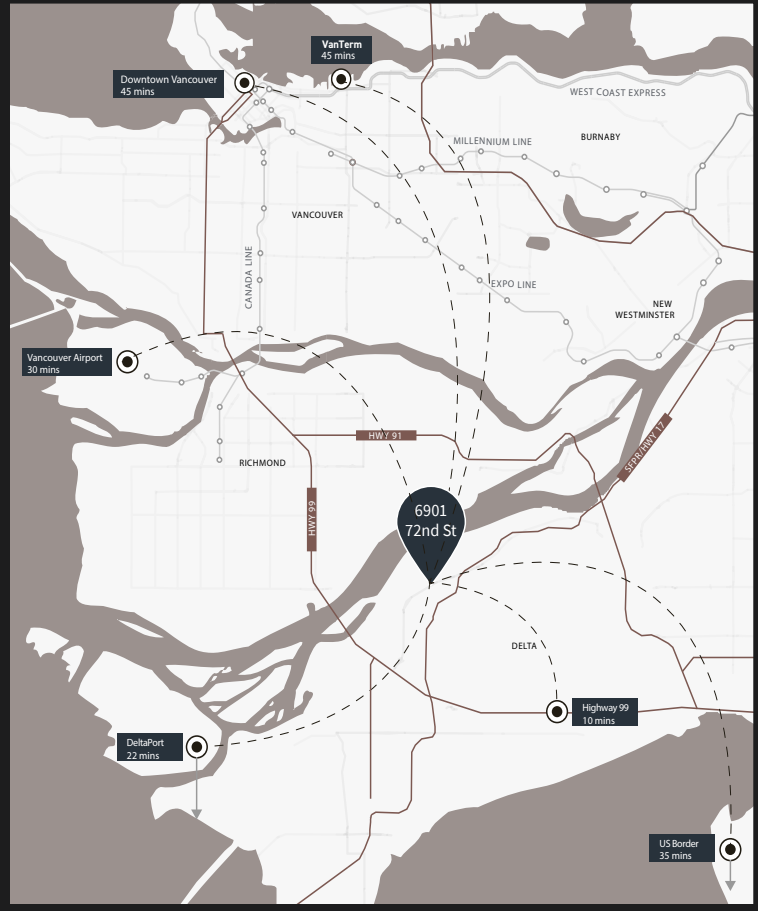 VanTerm
45 mins
Downtown Vancouver
45 mins
WEST COAST EXPRESS
BURNABY
MILLENNIUM LINE
VANCOUVER
CANADA LINE
EXPO LINE
NEW
WESTMINSTER
Vancouver Airport
30 mins
HWY 91
SFPR/HWY 17
RICHMOND
HWY 99
6901
72nd St
DELTA
Highway 99
10 mins
DeltaPort
22 mins
US Border
35 mins